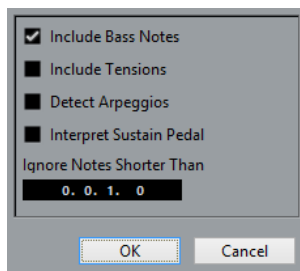 Include Bass Notes
Include Tensions
Detect Arpeggios
Interpret Sustain Pedal
Ignore Notes Shorter Than
0. 0. 1. 0
OK Cancel